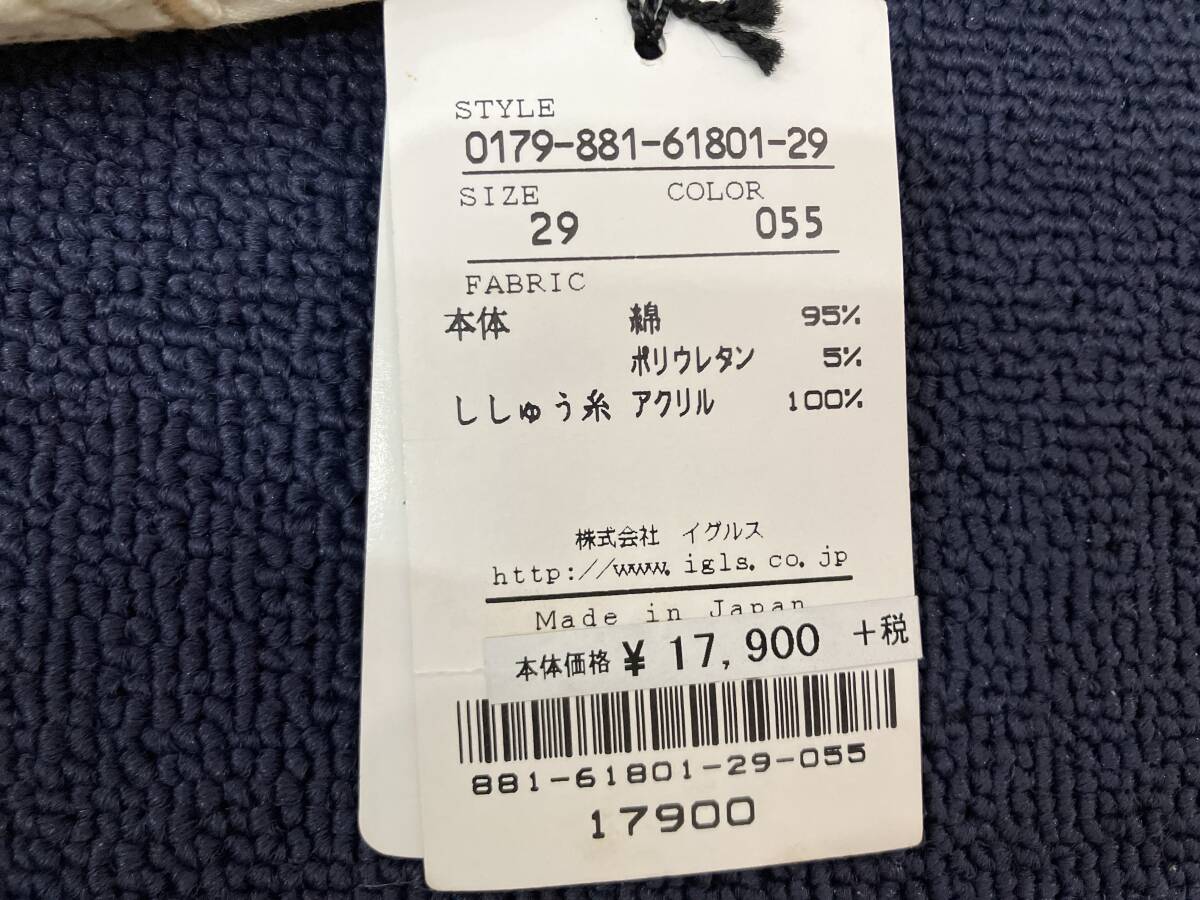 STYLE
0179-881-61801-29
SIZE COLOR
29 055
FABRIC
本体 綿 95%
ポリウレタン 5%
ししゅう糸 アクリル 100%
株式会社 イグルス
http://www.igls.co.jp
Made in Japan
本体価格 ¥ 17,900 +税
881-61801-29-055
17900